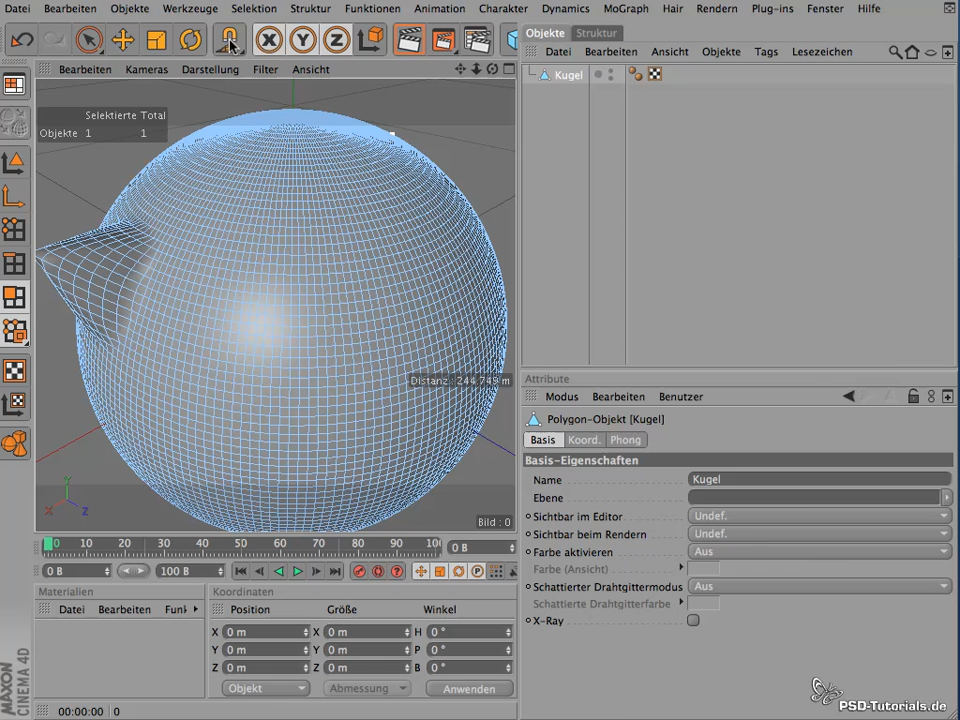 Datei Bearbeiten Objekte Werkzeuge Selektion Struktur Funktionen Animation Charakter Dynamics MoGraph Hair Rendern Plug-ins Fenster Hilfe
X Y Z
Objekte Struktur
Datei Bearbeiten Ansicht Objekte Tags Lesezeichen
Bearbeiten Kameras Darstellung Filter Ansicht
Kugel
Selektierte Total
Objekte 1 1
Distanz : 244.749 m
Y
X
Z
Bild : 0
Attribute
Modus Bearbeiten Benutzer
Polygon-Objekt [Kugel]
Basis Koord. Phong
Basis-Eigenschaften
Name Kugel
Ebene
Sichtbar im Editor Undef.
Sichtbar beim Rendern Undef.
Farbe aktivieren Aus
Farbe (Ansicht)
Schattierter Drahtgittermodus Aus
Schattierte Drahtgitterfarbe
X-Ray
0 10 20 30 40 50 60 70 80 90 100 0 B
0 B 100 B
Materialien
Datei Bearbeiten Funk
Koordinaten
Position Größe Winkel
X 0 m X 0 m H 0 °
Y 0 m Y 0 m P 0 °
Z 0 m Z 0 m B 0 °
Objekt Abmessung Anwenden
MAXON
CINEMA 4D
00:00:00 0
PSD-Tutorials.de